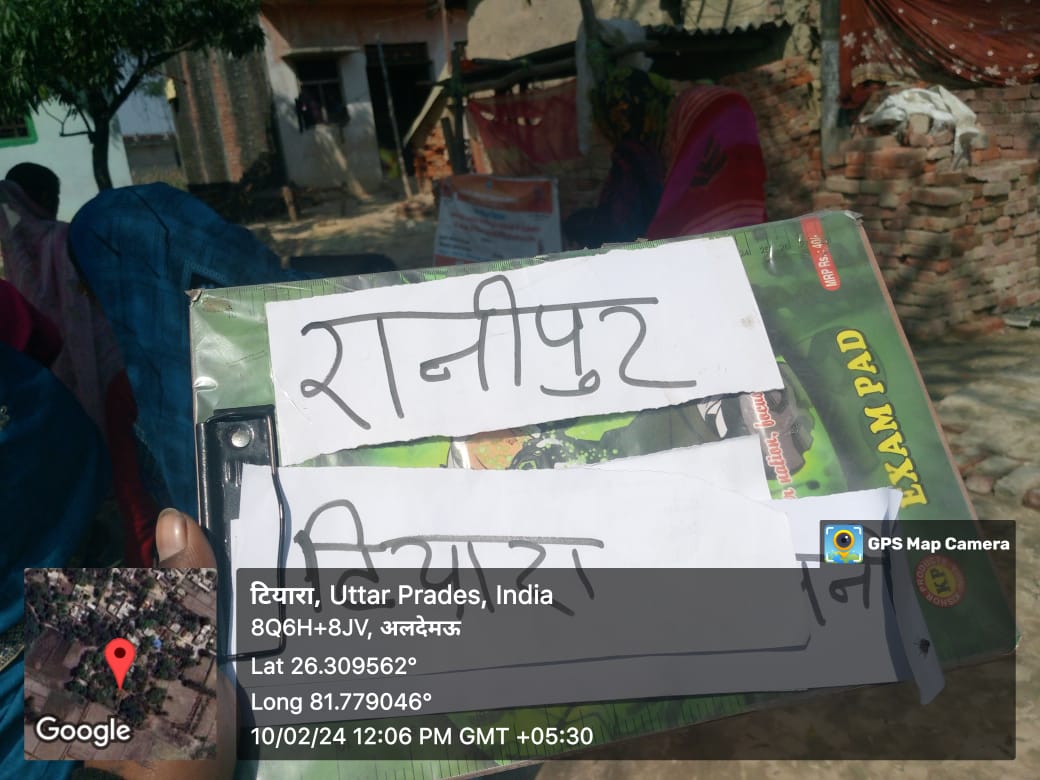 रानीपुर
MRP Rs.: 40/-
EXAM PAD
टियारा
नी
GPS Map Camera
टियारा, Uttar Prades, India
8Q6H+8JV, अलदेमऊ
Lat 26.309562°
Long 81.779046°
10/02/24 12:06 PM GMT +05:30
Google